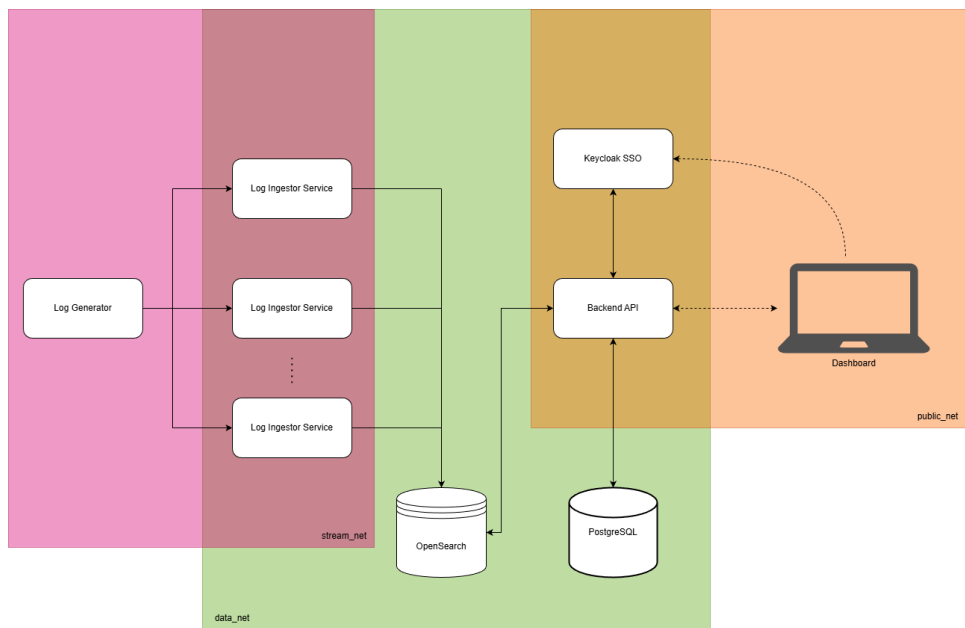 Keycloak SSO
Log Ingestor Service
Log Generator
Log Ingestor Service
Backend API
Dashboard
Log Ingestor Service
public_net
stream_net
OpenSearch
PostgreSQL
data_net